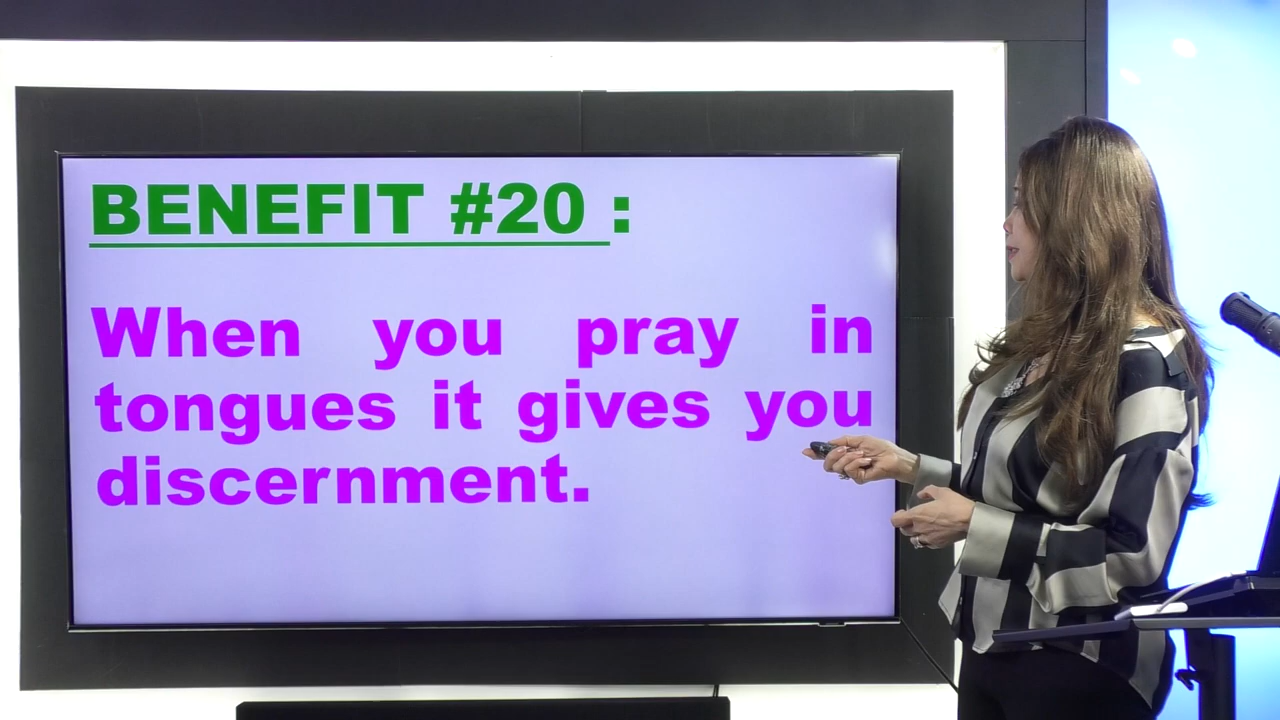 BENEFIT #20 :
When you pray in
tongues it gives you
discernment.